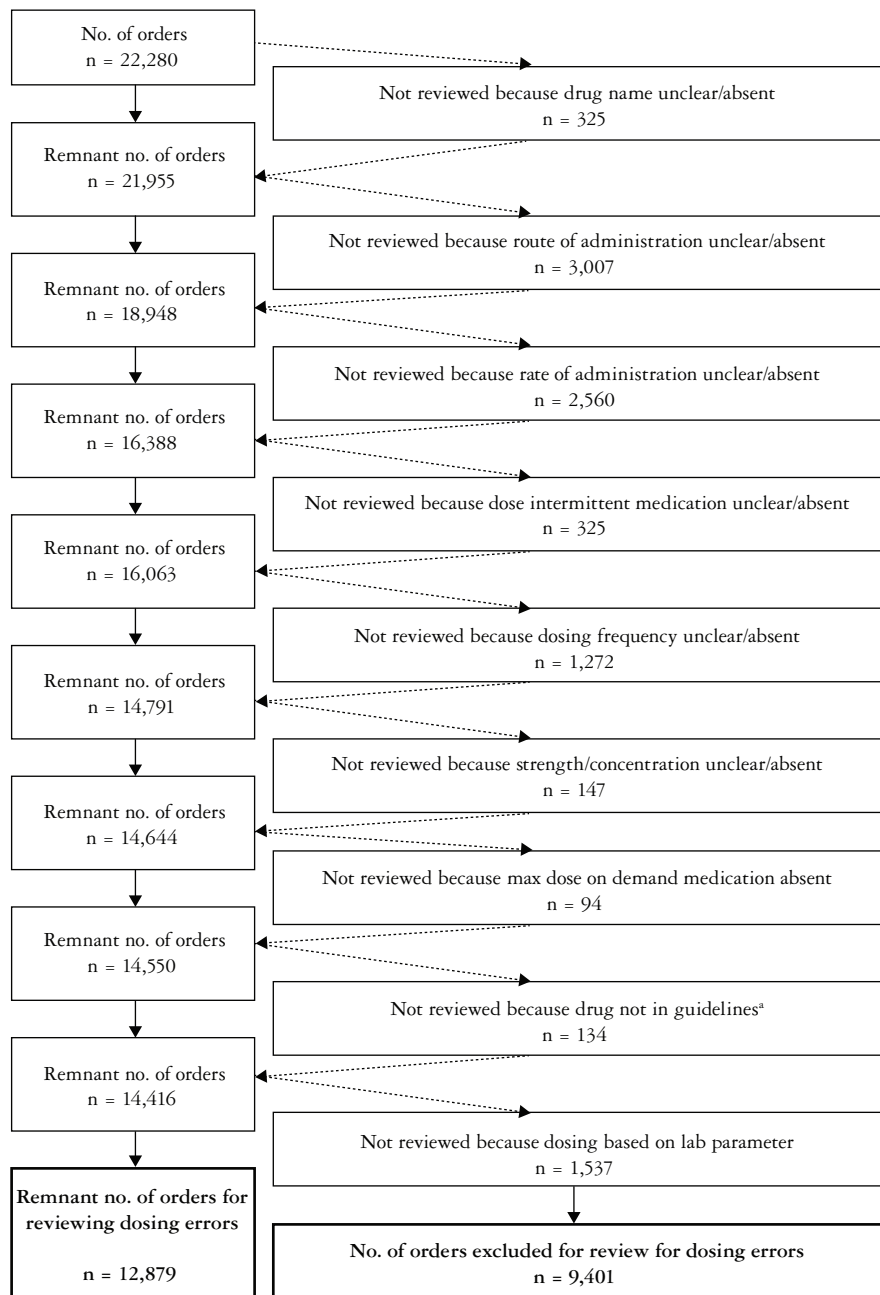 No. of orders
n = 22,280
Not reviewed because drug name unclear/absent
n = 325
Remnant no. of orders
n = 21,955
Not reviewed because route of administration unclear/absent
n = 3,007
Remnant no. of orders
n = 18,948
Not reviewed because rate of administration unclear/absent
n = 2,560
Remnant no. of orders
n = 16,388
Not reviewed because dose intermittent medication unclear/absent
n = 325
Remnant no. of orders
n = 16,063
Not reviewed because dosing frequency unclear/absent
n = 1,272
Remnant no. of orders
n = 14,791
Not reviewed because strength/concentration unclear/absent
n = 147
Remnant no. of orders
n = 14,644
Not reviewed because max dose on demand medication absent
n = 94
Remnant no. of orders
n = 14,550
Not reviewed because drug not in guidelinesᵃ
n = 134
Remnant no. of orders
n = 14,416
Not reviewed because dosing based on lab parameter
n = 1,537
Remnant no. of orders for
reviewing dosing errors
n = 12,879
No. of orders excluded for review for dosing errors
n = 9,401